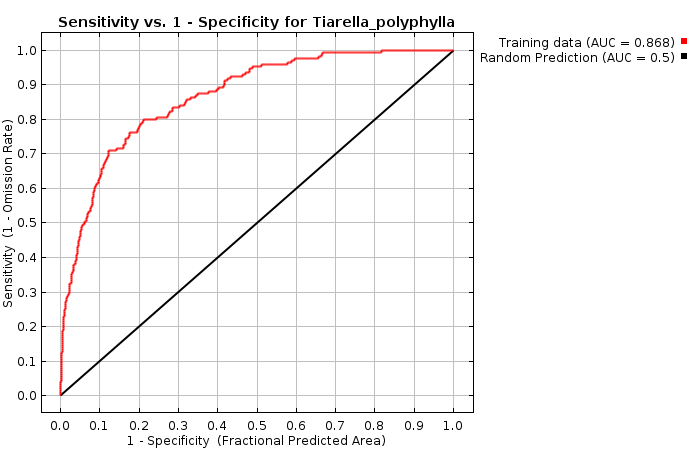 Sensitivity vs. 1 - Specificity for Tiarella_polyphylla
Training data (AUC = 0.868)
Random Prediction (AUC = 0.5)
Sensitivity (1 - Omission Rate)
1.0
0.9
0.8
0.7
0.6
0.5
0.4
0.3
0.2
0.1
0.0
0.0 0.1 0.2 0.3 0.4 0.5 0.6 0.7 0.8 0.9 1.0
1 - Specificity (Fractional Predicted Area)